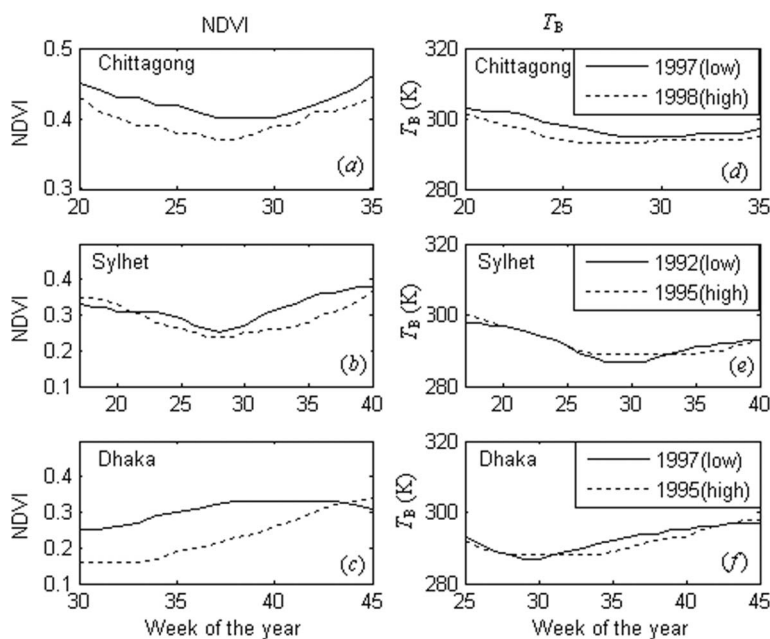 NDVI
T_B
0.5
0.4
0.3
NDVI
Chittagong
(a)
20 25 30 35
320
300
280
T_B (K)
Chittagong
1997(low)
1998(high)
(d)
20 25 30 35
0.4
0.3
0.2
0.1
NDVI
Sylhet
(b)
20 25 30 35 40
320
300
280
T_B (K)
Sylhet
1992(low)
1995(high)
(e)
20 25 30 35 40
0.4
0.3
0.2
0.1
NDVI
Dhaka
(c)
30 35 40 45
Week of the year
320
300
280
T_B (K)
Dhaka
1997(low)
1995(high)
(f)
25 30 35 40 45
Week of the year